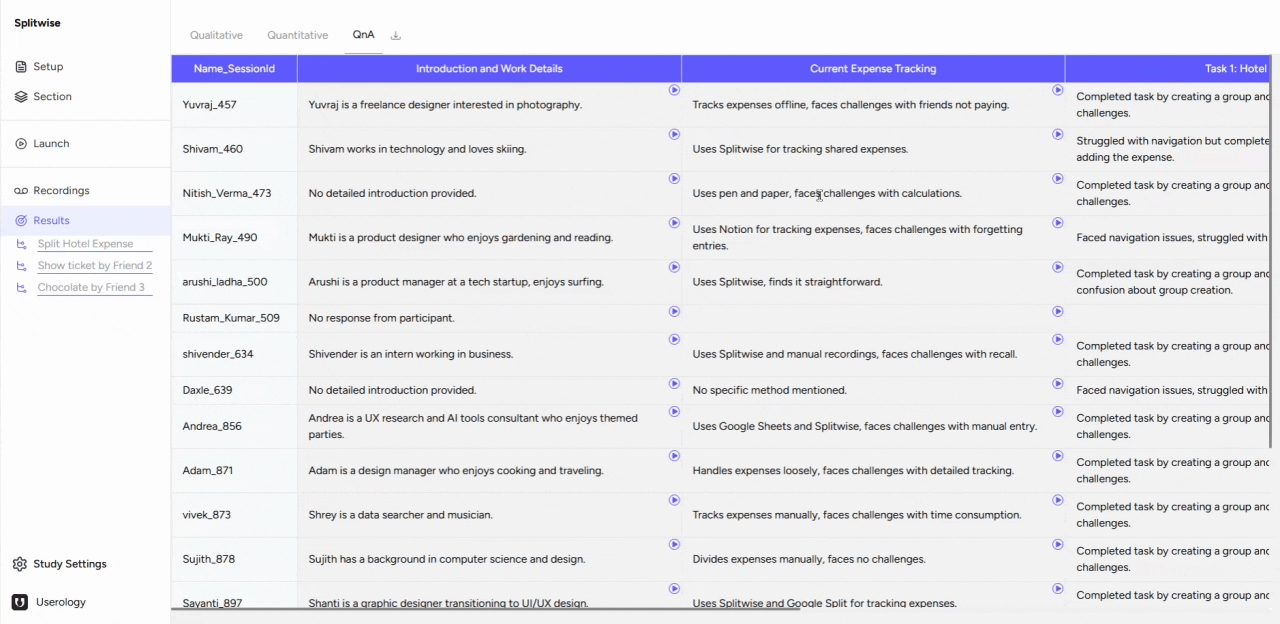 Splitwise
Setup
Section
Launch
Recordings
Results
Split Hotel Expense
Show ticket by Friend 2
Chocolate by Friend 3
Study Settings
Userology
Qualitative Quantitative QnA
Name_SessionId Introduction and Work Details Current Expense Tracking Task 1: Hotel
Yuvraj_457 Yuvraj is a freelance designer interested in photography. Tracks expenses offline, faces challenges with friends not paying. Completed task by creating a group and
challenges.
Shivam_460 Shivam works in technology and loves skiing. Uses Splitwise for tracking shared expenses. Struggled with navigation but complete
adding the expense.
Nitish_Verma_473 No detailed introduction provided. Uses pen and paper, faces challenges with calculations. Completed task by creating a group and
challenges.
Mukti_Ray_490 Mukti is a product designer who enjoys gardening and reading. Uses Notion for tracking expenses, faces challenges with forgetting
entries. Faced navigation issues, struggled with
arushi_ladha_500 Arushi is a product manager at a tech startup, enjoys surfing. Uses Splitwise, finds it straightforward. Completed task by creating a group and
confusion about group creation.
Rustam_Kumar_509 No response from participant.
shivender_634 Shivender is an intern working in business. Uses Splitwise and manual recordings, faces challenges with recall. Completed task by creating a group and
challenges.
Daxle_639 No detailed introduction provided. No specific method mentioned. Faced navigation issues, struggled with
Andrea_856 Andrea is a UX research and AI tools consultant who enjoys themed
parties. Uses Google Sheets and Splitwise, faces challenges with manual entry. Completed task by creating a group and
challenges.
Adam_871 Adam is a design manager who enjoys cooking and traveling. Handles expenses loosely, faces challenges with detailed tracking. Completed task by creating a group and
challenges.
vivek_873 Shrey is a data searcher and musician. Tracks expenses manually, faces challenges with time consumption. Completed task by creating a group and
challenges.
Sujith_878 Sujith has a background in computer science and design. Divides expenses manually, faces no challenges. Completed task by creating a group and
challenges.
Sayanti_897 Shanti is a graphic designer transitioning to UI/UX design. Uses Splitwise and Google Split for tracking expenses. Completed task by creating a group and